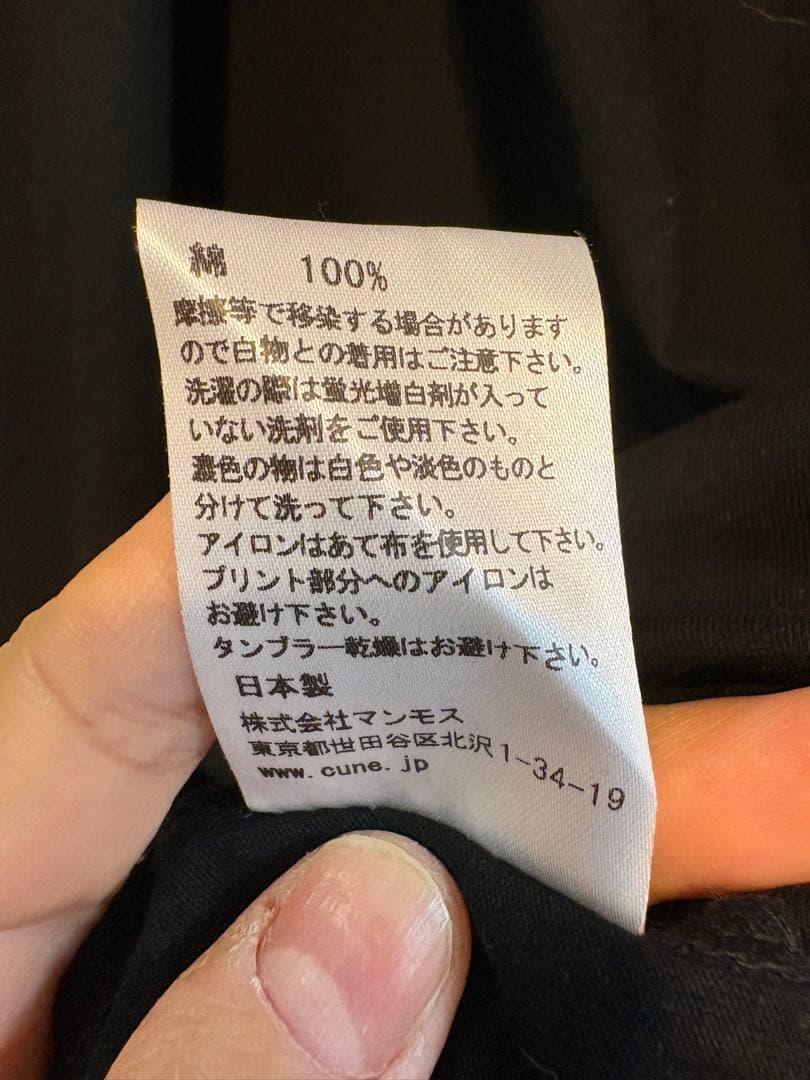 綿 100%
摩擦等で移染する場合があります
ので白物との着用はご注意下さい。
洗濯の際は蛍光増白剤が入って
いない洗剤をご使用下さい。
濃色の物は白色や淡色のものと
分けて洗って下さい。
アイロンはあて布を使用して下さい。
プリント部分へのアイロンは
お避け下さい。
タンブラー乾燥はお避け下さい。
日本製
株式会社マンモス
東京都世田谷区北沢1-34-19
www.cune.jp